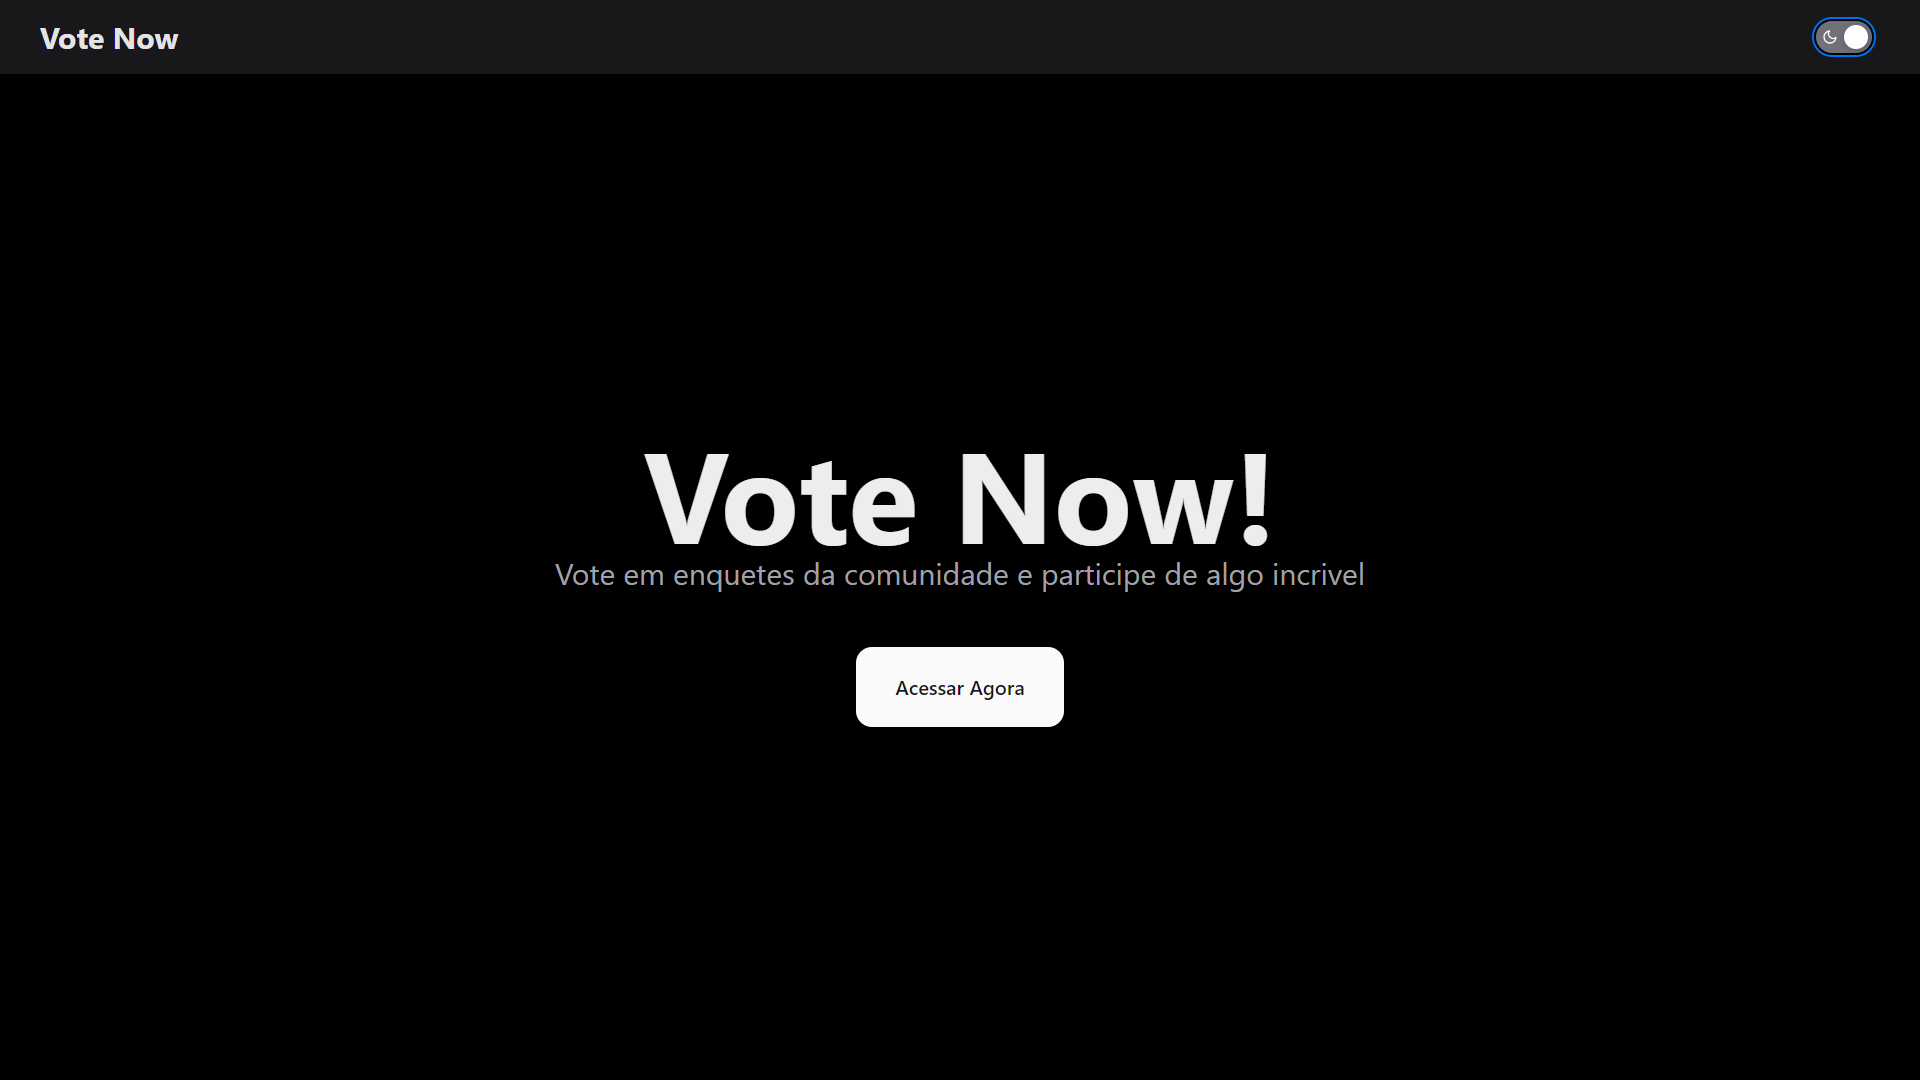 Vote Now
Vote Now!
Vote em enquetes da comunidade e participe de algo incrivel
Acessar Agora